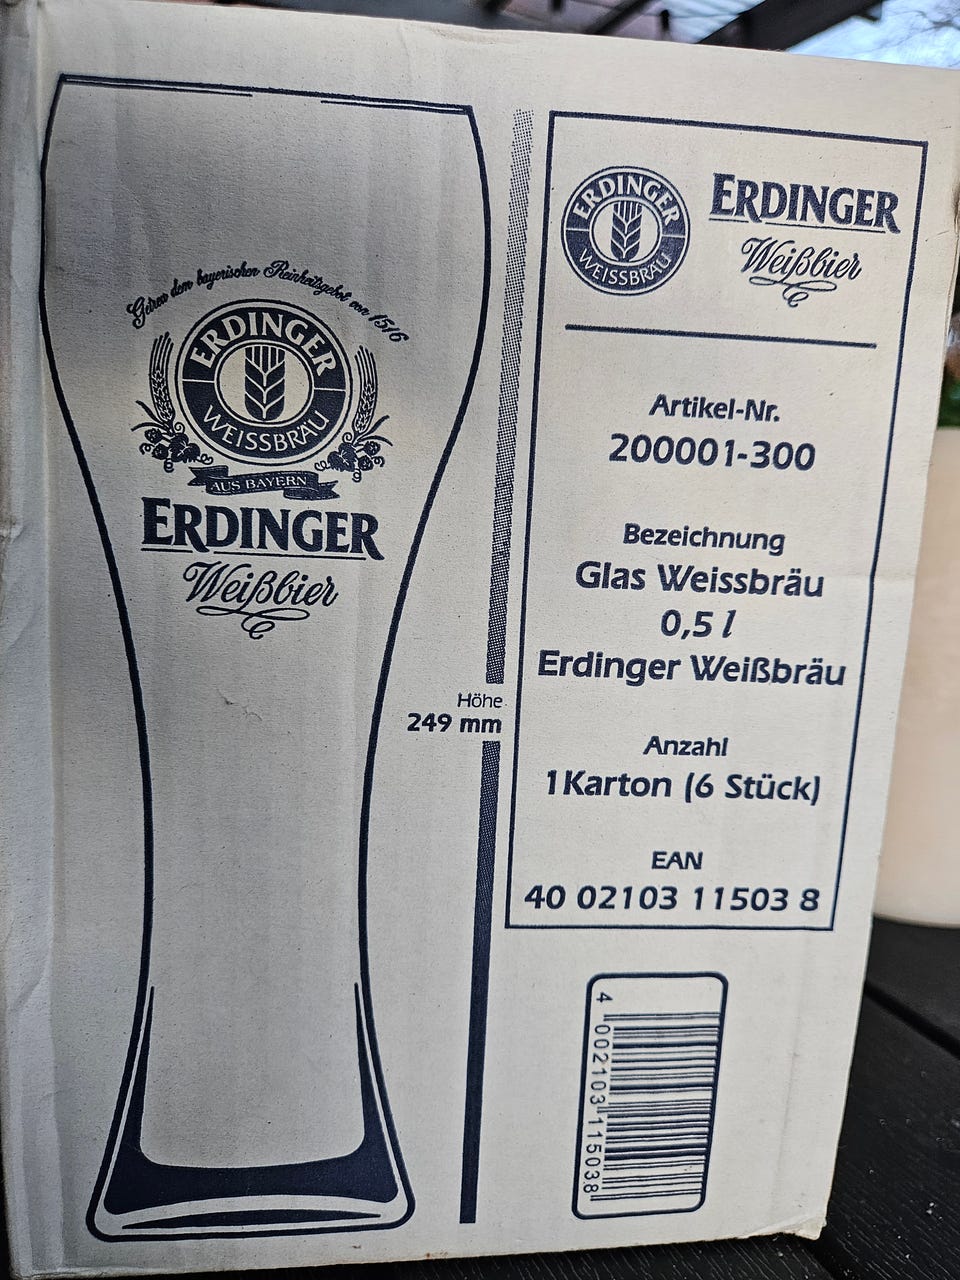 Getreu dem bayerischen Reinheitsgebot von 1516
ERDINGER
WEISSBRÄU
AUS BAYERN
ERDINGER
Weißbier
Höhe
249 mm
ERDINGER
WEISSBRÄU
ERDINGER
Weißbier
Artikel-Nr.
200001-300
Bezeichnung
Glas Weissbräu
0,5 l
Erdinger Weißbräu
Anzahl
1 Karton (6 Stück)
EAN
40 02103 11503 8
4 002103 115038